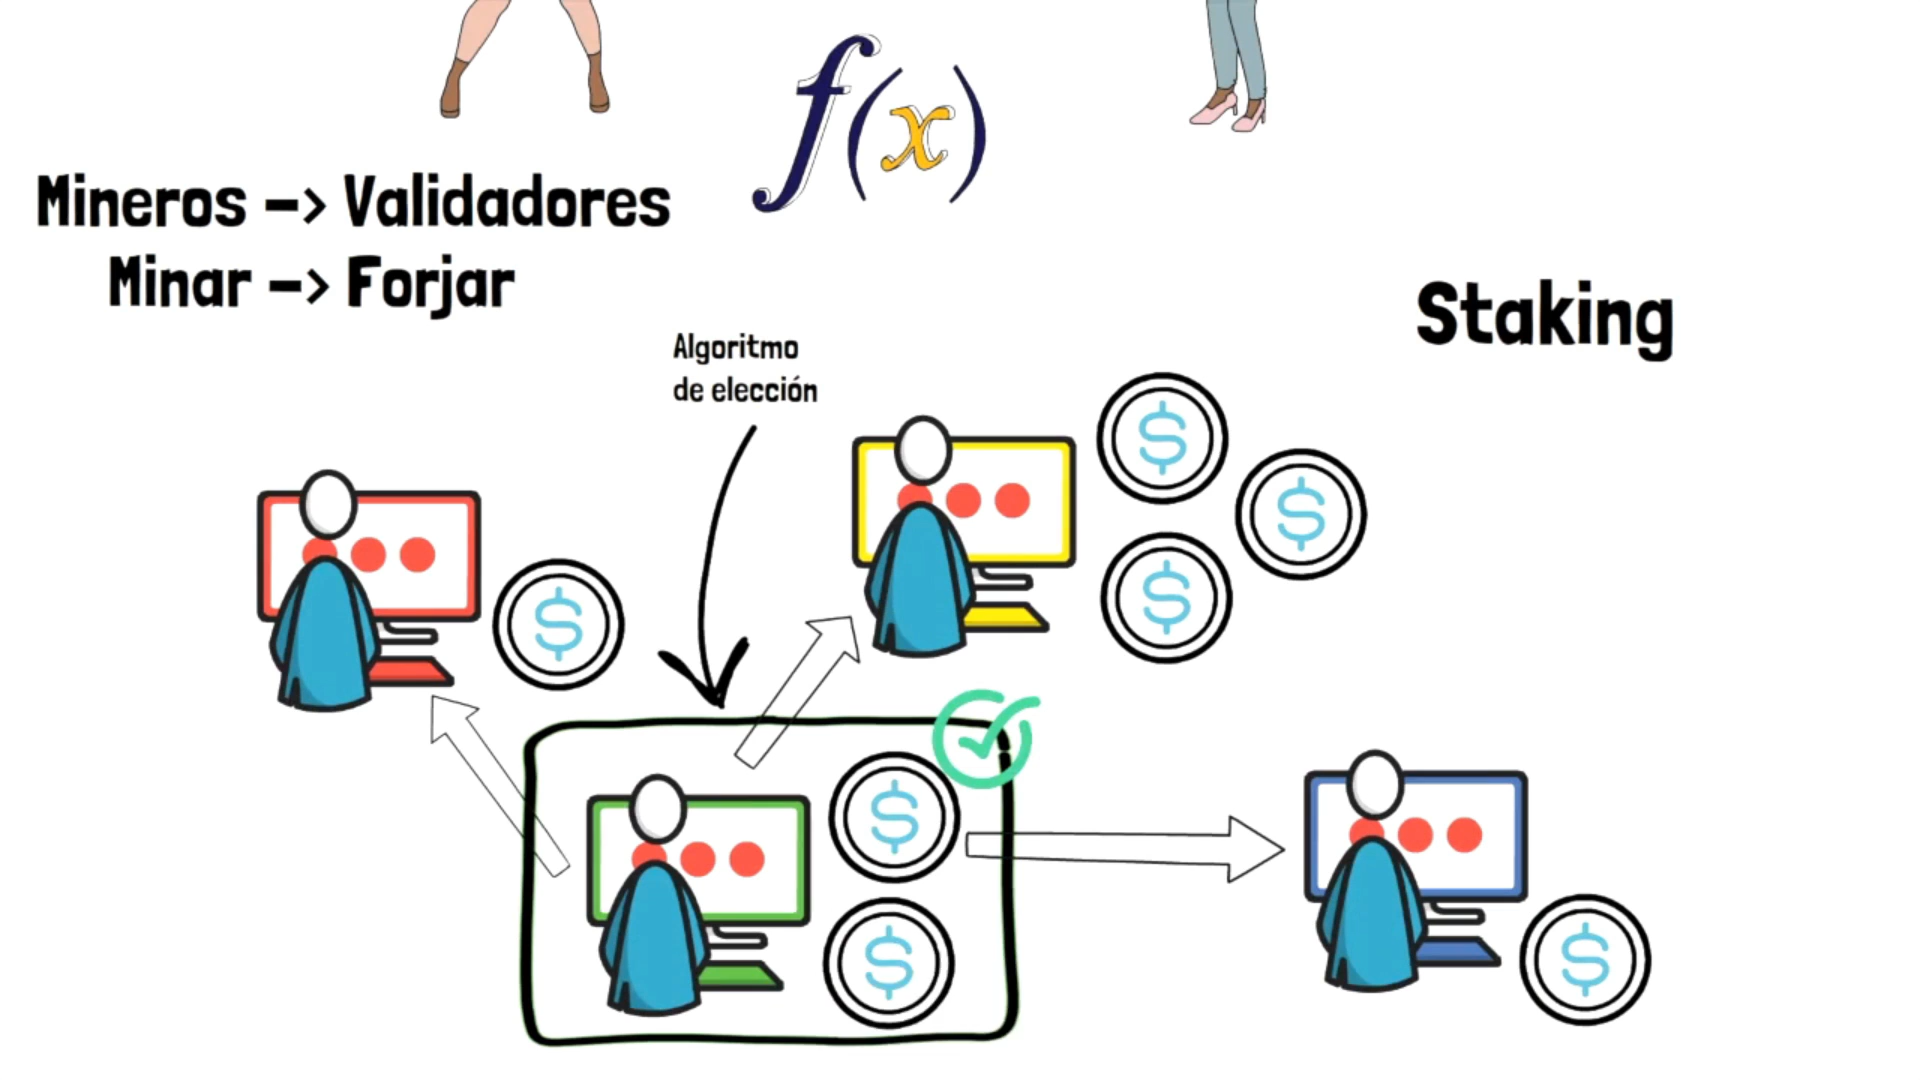 f(x)
Mineros -> Validadores
Minar -> Forjar
Staking
Algoritmo
de elección
$
$
$
$
$
$
$